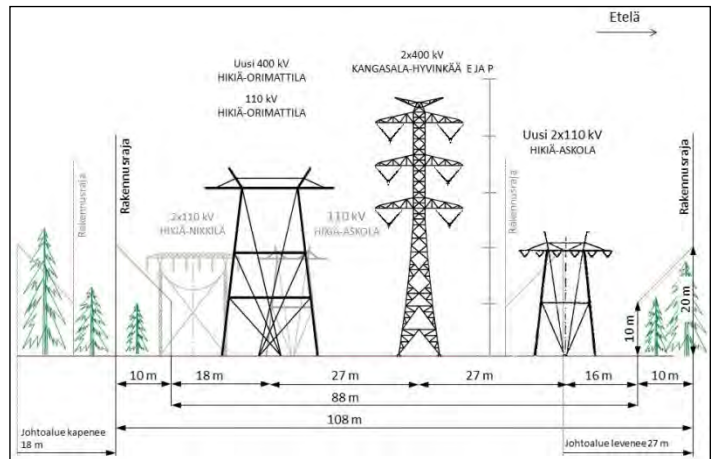 Etelä
Uusi 400 kV
HIKIÄ-ORIMATTILA
110 kV
HIKIÄ-ORIMATTILA
2x400 kV
KANGASALA-HYVINKÄÄ E JA P
Uusi 2x110 kV
HIKIÄ-ASKOLA
Rakennusraja
Rakennusraja
2x110 kV
HIKIÄ-NIKKILÄ
110 kV
HIKIÄ-ASKOLA
Rakennusraja
Rakennusraja
10 m
20 m
10 m
18 m
27 m
27 m
16 m
10 m
88 m
108 m
Johtoalue kapenee
18 m
Johtoalue levenee 27 m